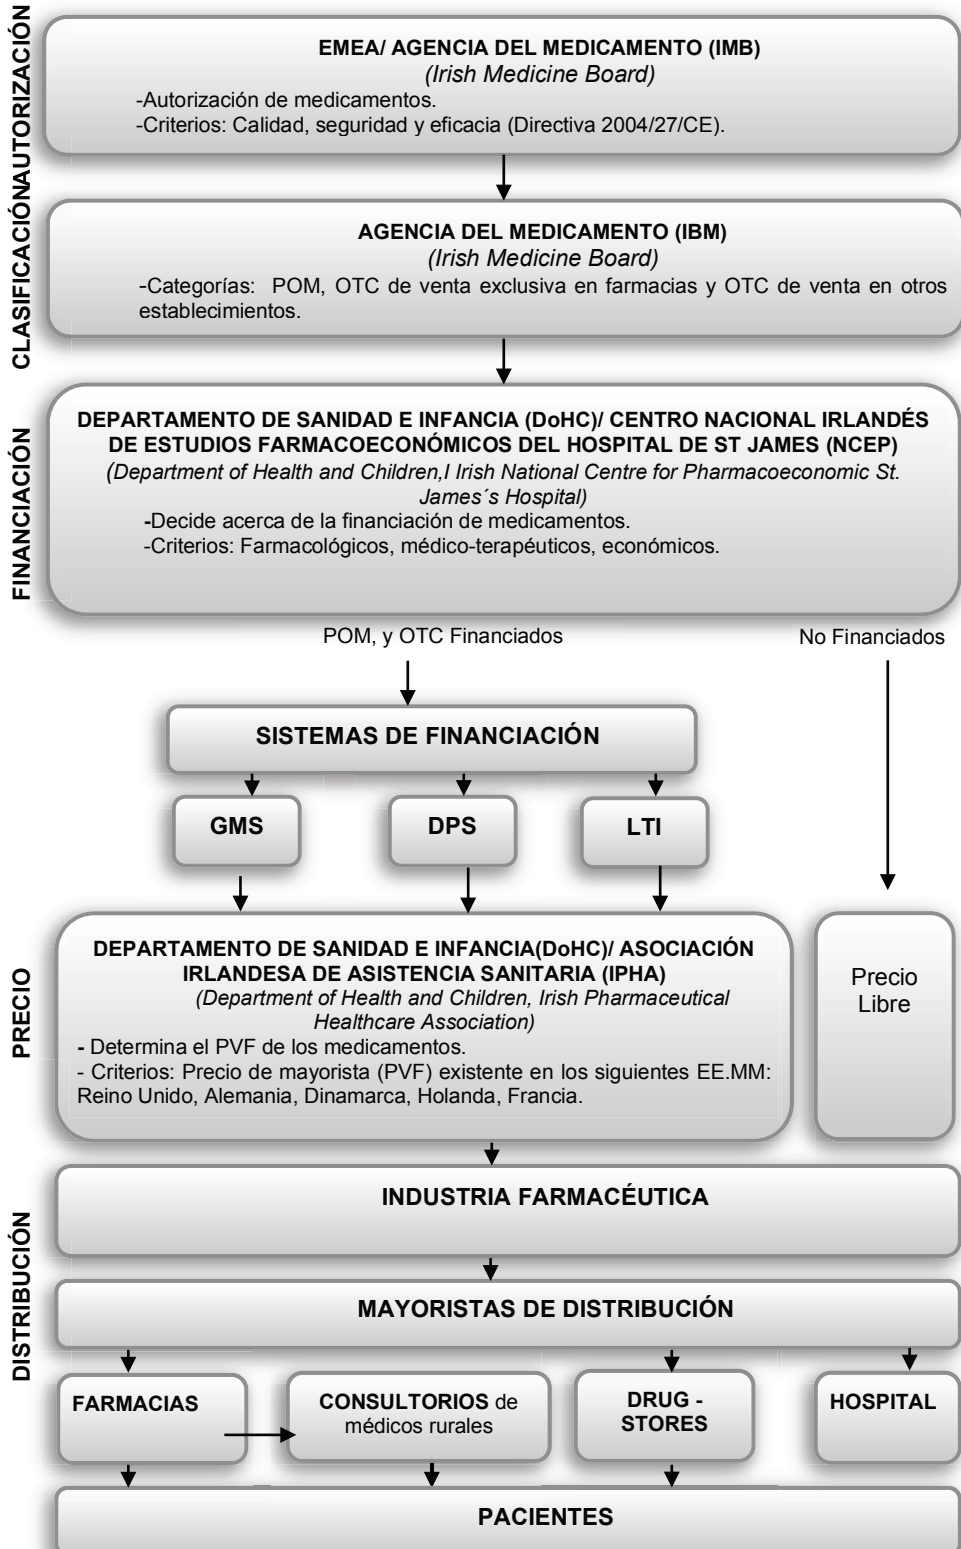 AUTORIZACIÓN
EMEA/ AGENCIA DEL MEDICAMENTO (IMB)
(Irish Medicine Board)
-Autorización de medicamentos.
-Criterios: Calidad, seguridad y eficacia (Directiva 2004/27/CE).
CLASIFICACIÓN
AGENCIA DEL MEDICAMENTO (IBM)
(Irish Medicine Board)
-Categorías: POM, OTC de venta exclusiva en farmacias y OTC de venta en otros
establecimientos.
FINANCIACIÓN
DEPARTAMENTO DE SANIDAD E INFANCIA (DoHC)/ CENTRO NACIONAL IRLANDÉS
DE ESTUDIOS FARMACOECONÓMICOS DEL HOSPITAL DE ST JAMES (NCEP)
(Department of Health and Children,I Irish National Centre for Pharmacoeconomic St.
James´s Hospital)
-Decide acerca de la financiación de medicamentos.
-Criterios: Farmacológicos, médico-terapéuticos, económicos.
POM, y OTC Financiados
No Financiados
SISTEMAS DE FINANCIACIÓN
GMS
DPS
LTI
PRECIO
DEPARTAMENTO DE SANIDAD E INFANCIA(DoHC)/ ASOCIACIÓN
IRLANDESA DE ASISTENCIA SANITARIA (IPHA)
(Department of Health and Children, Irish Pharmaceutical
Healthcare Association)
- Determina el PVF de los medicamentos.
- Criterios: Precio de mayorista (PVF) existente en los siguientes EE.MM:
Reino Unido, Alemania, Dinamarca, Holanda, Francia.
Precio
Libre
DISTRIBUCIÓN
INDUSTRIA FARMACÉUTICA
MAYORISTAS DE DISTRIBUCIÓN
FARMACIAS
CONSULTORIOS de
médicos rurales
DRUG -
STORES
HOSPITAL
PACIENTES